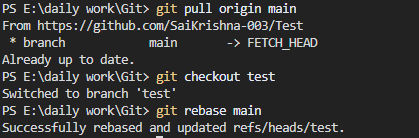 PS E:\daily work\Git> git pull origin main
From https://github.com/SaiKrishna-003/Test
 * branch            main       -> FETCH_HEAD
Already up to date.
PS E:\daily work\Git> git checkout test
Switched to branch 'test'
PS E:\daily work\Git> git rebase main
Successfully rebased and updated refs/heads/test.